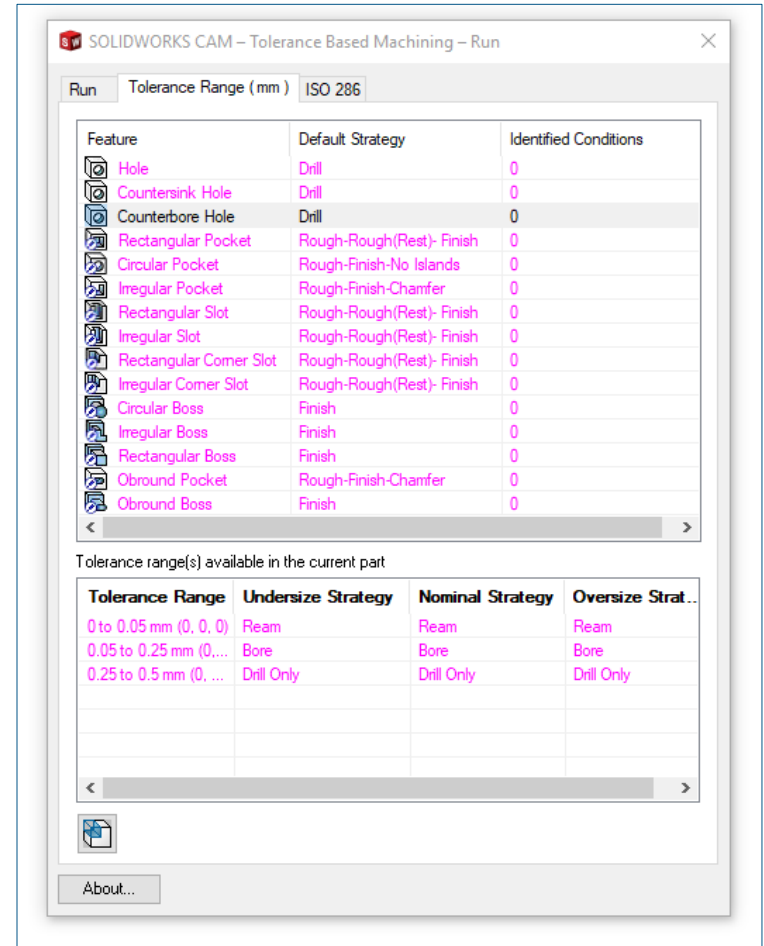 SOLIDWORKS CAM – Tolerance Based Machining – Run
Run Tolerance Range ( mm ) ISO 286
Feature Default Strategy Identified Conditions
Hole Drill 0
Countersink Hole Drill 0
Counterbore Hole Drill 0
Rectangular Pocket Rough-Rough(Rest)- Finish 0
Circular Pocket Rough-Finish-No Islands 0
Irregular Pocket Rough-Finish-Chamfer 0
Rectangular Slot Rough-Rough(Rest)- Finish 0
Irregular Slot Rough-Rough(Rest)- Finish 0
Rectangular Corner Slot Rough-Rough(Rest)- Finish 0
Irregular Corner Slot Rough-Rough(Rest)- Finish 0
Circular Boss Finish 0
Irregular Boss Finish 0
Rectangular Boss Finish 0
Obround Pocket Rough-Finish-Chamfer 0
Obround Boss Finish 0
Tolerance range(s) available in the current part
Tolerance Range Undersize Strategy Nominal Strategy Oversize Strat..
0 to 0.05 mm (0, 0, 0) Ream Ream Ream
0.05 to 0.25 mm (0,... Bore Bore Bore
0.25 to 0.5 mm (0, ... Drill Only Drill Only Drill Only
About...